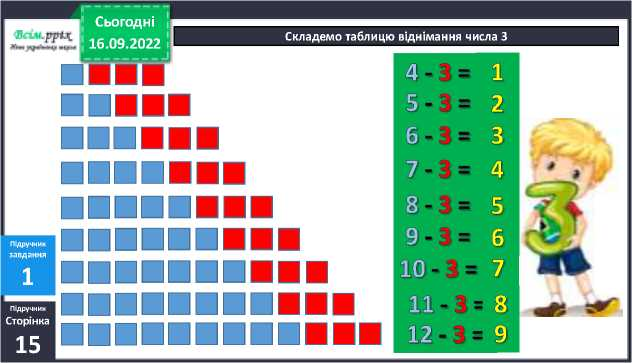 Всім.pptx
Нова українська школа
Сьогодні
16.09.2022
Складемо таблицю віднімання числа 3
4 - 3 = 1
5 - 3 = 2
6 - 3 = 3
7 - 3 = 4
8 - 3 = 5
9 - 3 = 6
10 - 3 = 7
11 - 3 = 8
12 - 3 = 9
3
Підручник
завдання
1
Підручник
Сторінка
15